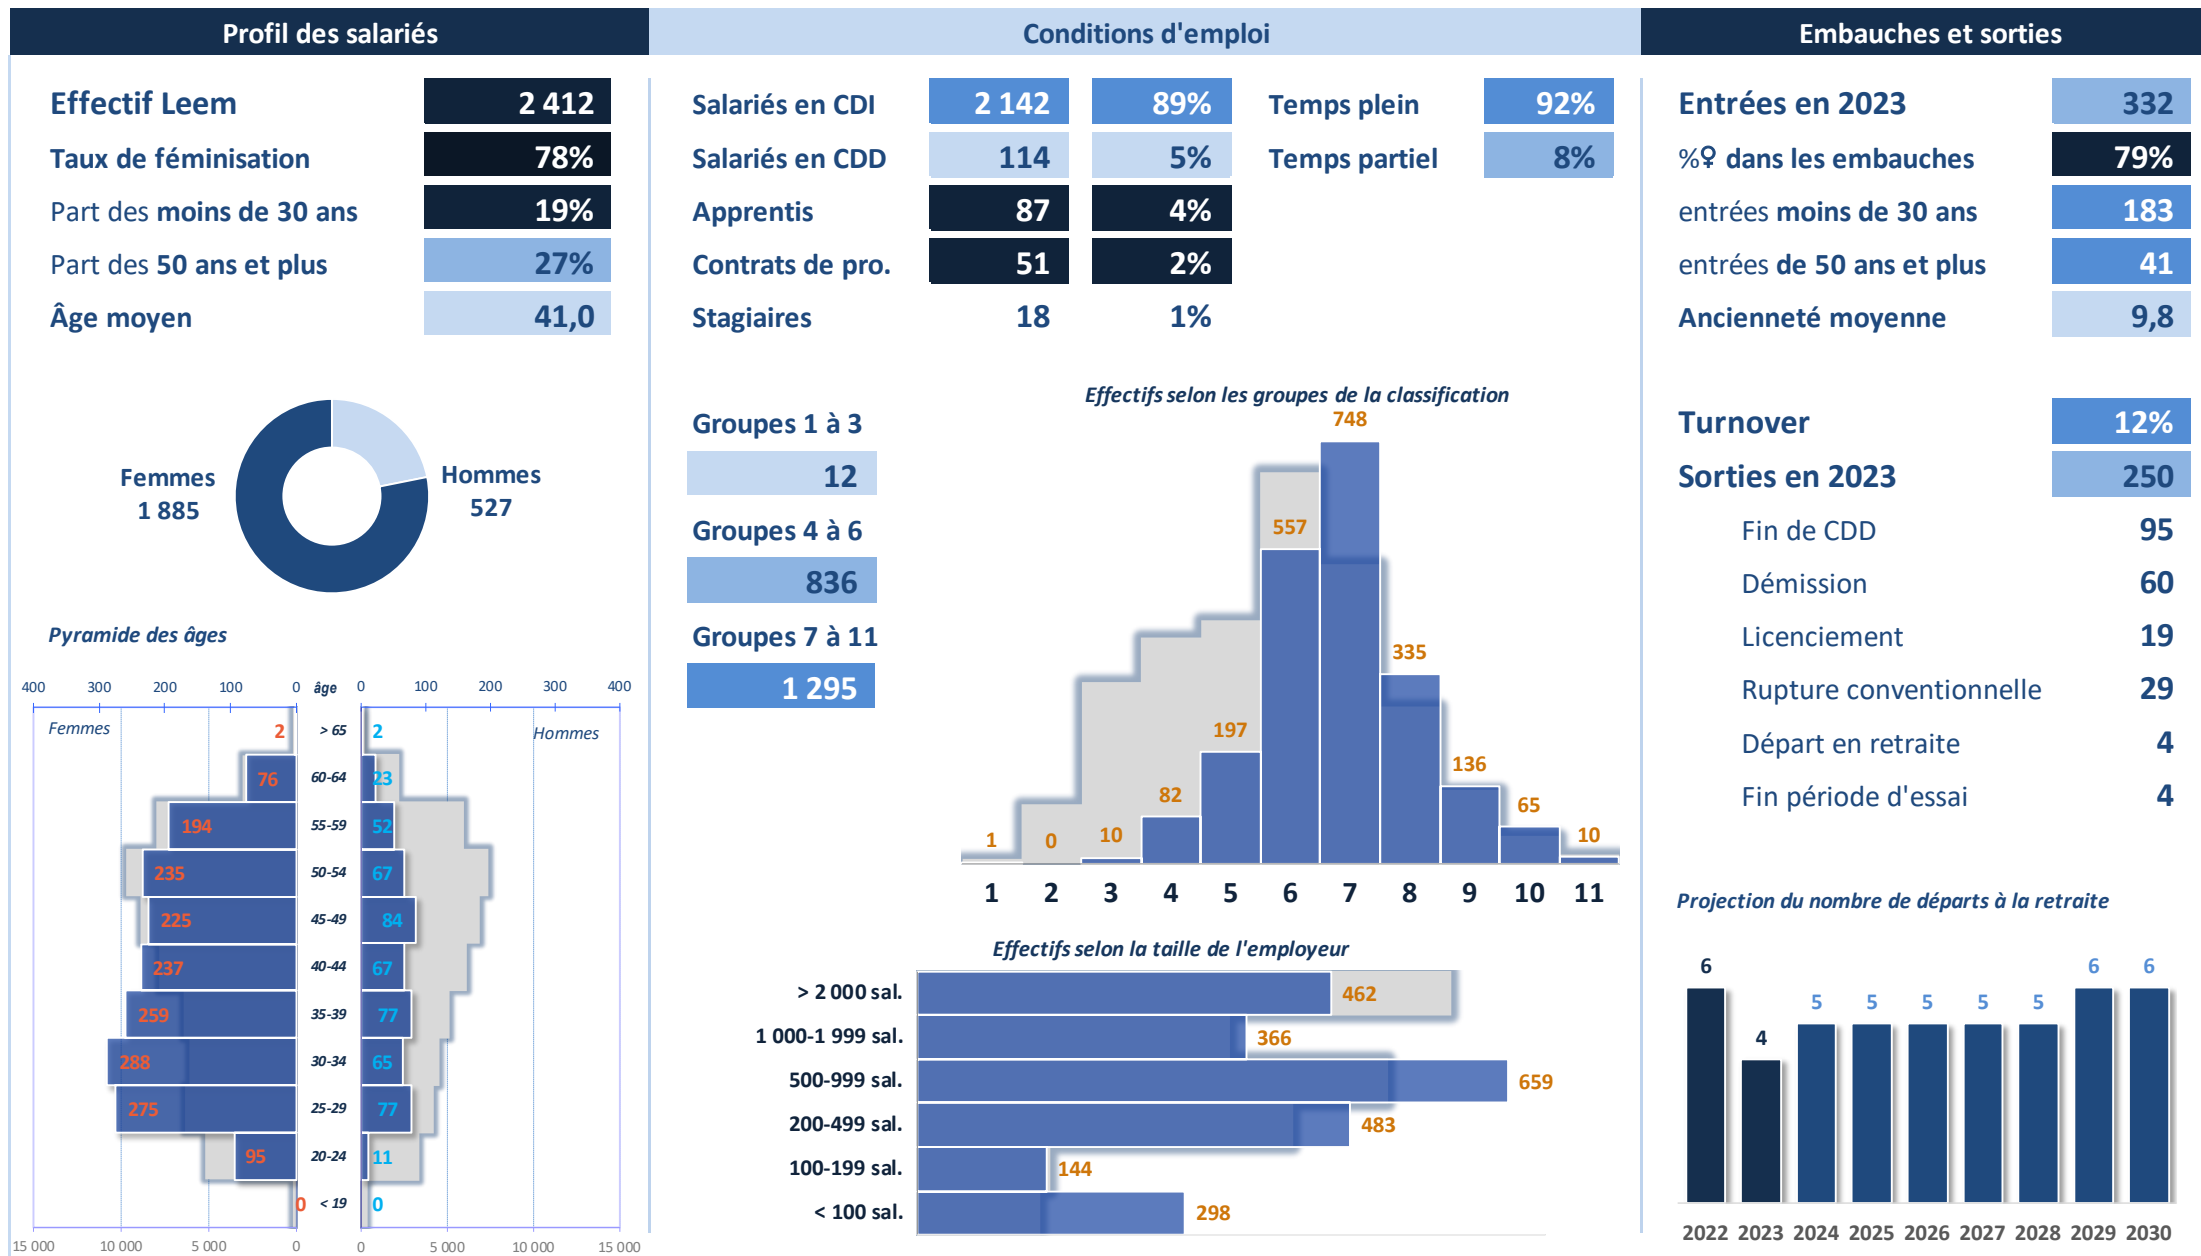 Profil des salariés
Effectif Leem 2 412
Taux de féminisation 78%
Part des moins de 30 ans 19%
Part des 50 ans et plus 27%
Âge moyen 41,0
Femmes
1 885
Hommes
527
Pyramide des âges
400 300 200 100 0 âge 0 100 200 300 400
Femmes
Hommes
2 > 65 2
76 60-64 23
194 55-59 52
235 50-54 67
225 45-49 84
237 40-44 67
259 35-39 77
288 30-34 65
275 25-29 77
95 20-24 11
0 < 19 0
15 000 10 000 5 000 0 0 5 000 10 000 15 000
Conditions d'emploi
Salariés en CDI 2 142 89%
Salariés en CDD 114 5%
Apprentis 87 4%
Contrats de pro. 51 2%
Stagiaires 18 1%
Temps plein 92%
Temps partiel 8%
Groupes 1 à 3
12
Groupes 4 à 6
836
Groupes 7 à 11
1 295
Effectifs selon les groupes de la classification
1 0 10 82 197 557 748 335 136 65 10
1 2 3 4 5 6 7 8 9 10 11
Effectifs selon la taille de l'employeur
> 2 000 sal. 462
1 000-1 999 sal. 366
500-999 sal. 659
200-499 sal. 483
100-199 sal. 144
< 100 sal. 298
Embauches et sorties
Entrées en 2023 332
%♀ dans les embauches 79%
entrées moins de 30 ans 183
entrées de 50 ans et plus 41
Ancienneté moyenne 9,8
Turnover 12%
Sorties en 2023 250
Fin de CDD 95
Démission 60
Licenciement 19
Rupture conventionnelle 29
Départ en retraite 4
Fin période d'essai 4
Projection du nombre de départs à la retraite
6 4 5 5 5 5 5 6 6
2022 2023 2024 2025 2026 2027 2028 2029 2030